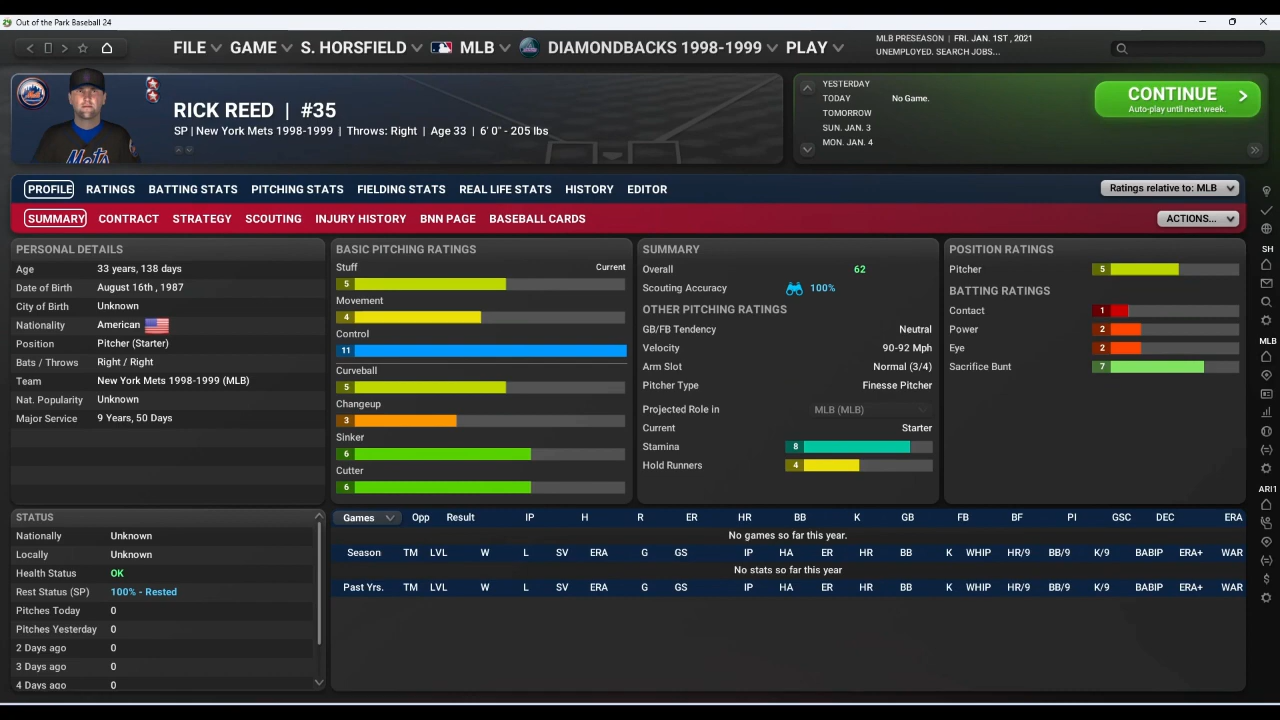 Out of the Park Baseball 24
FILE GAME S. HORSFIELD MLB DIAMONDBACKS 1998-1999 PLAY
MLB PRESEASON | FRI. JAN. 1ST , 2021
UNEMPLOYED. SEARCH JOBS...
RICK REED | #35
SP | New York Mets 1998-1999 | Throws: Right | Age 33 | 6' 0" - 205 lbs
YESTERDAY
TODAY No Game.
TOMORROW
SUN. JAN. 3
MON. JAN. 4
CONTINUE
Auto-play until next week.
PROFILE RATINGS BATTING STATS PITCHING STATS FIELDING STATS REAL LIFE STATS HISTORY EDITOR
Ratings relative to: MLB
SUMMARY CONTRACT STRATEGY SCOUTING INJURY HISTORY BNN PAGE BASEBALL CARDS
ACTIONS...
PERSONAL DETAILS
Age 33 years, 138 days
Date of Birth August 16th , 1987
City of Birth Unknown
Nationality American
Position Pitcher (Starter)
Bats / Throws Right / Right
Team New York Mets 1998-1999 (MLB)
Nat. Popularity Unknown
Major Service 9 Years, 50 Days
BASIC PITCHING RATINGS
Stuff Current
5
Movement
4
Control
11
Curveball
5
Changeup
3
Sinker
6
Cutter
6
SUMMARY
Overall 62
Scouting Accuracy 100%
OTHER PITCHING RATINGS
GB/FB Tendency Neutral
Velocity 90-92 Mph
Arm Slot Normal (3/4)
Pitcher Type Finesse Pitcher
Projected Role in MLB (MLB)
Current Starter
Stamina 8
Hold Runners 4
POSITION RATINGS
Pitcher 5
BATTING RATINGS
Contact 1
Power 2
Eye 2
Sacrifice Bunt 7
SH
MLB
ARI1
STATUS
Nationally Unknown
Locally Unknown
Health Status OK
Rest Status (SP) 100% - Rested
Pitches Today 0
Pitches Yesterday 0
2 Days ago 0
3 Days ago 0
4 Days ago 0
Games Opp Result IP H R ER HR BB K GB FB BF PI GSC DEC ERA
No games so far this year.
Season TM LVL W L SV ERA G GS IP HA ER HR BB K WHIP HR/9 BB/9 K/9 BABIP ERA+ WAR
No stats so far this year
Past Yrs. TM LVL W L SV ERA G GS IP HA ER HR BB K WHIP HR/9 BB/9 K/9 BABIP ERA+ WAR